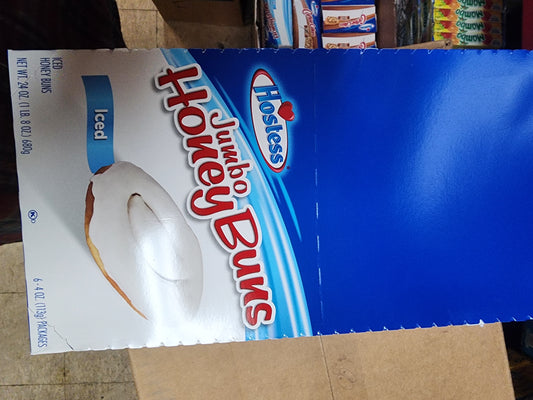 Hostess
Jumbo
Honey Buns
Iced
ICED
HONEY BUNS
NET WT. 24 OZ. (1 LB. 8 OZ.) 680g
6 - 4 OZ. (113g) PACKAGES